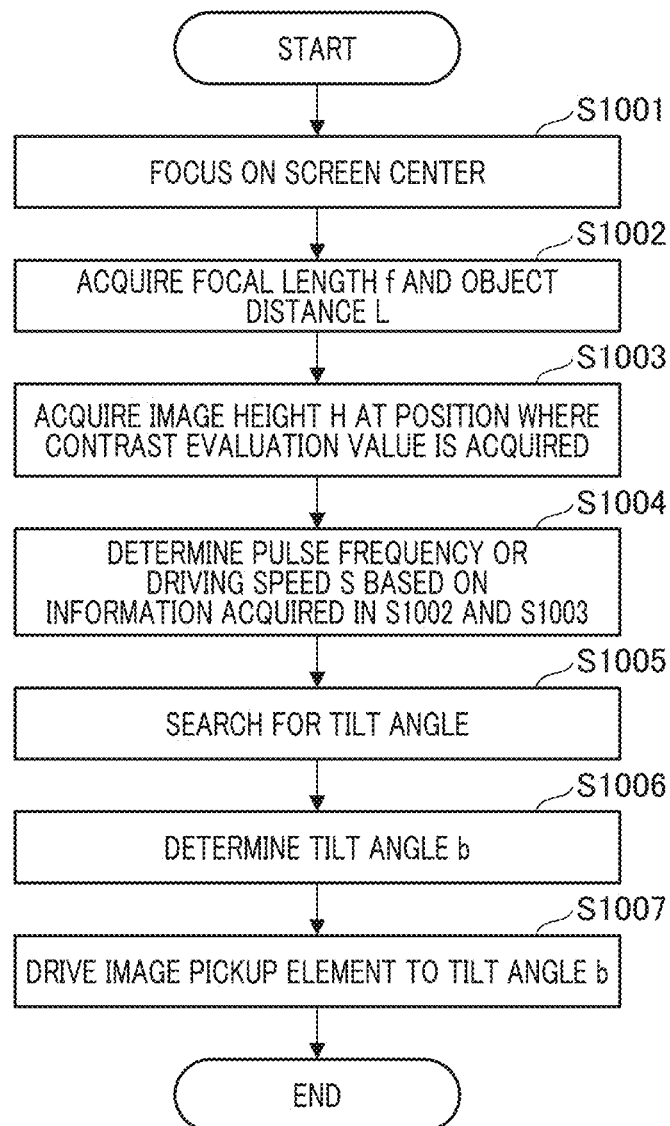 START
S1001
FOCUS ON SCREEN CENTER
S1002
ACQUIRE FOCAL LENGTH f AND OBJECT
DISTANCE L
S1003
ACQUIRE IMAGE HEIGHT H AT POSITION WHERE
CONTRAST EVALUATION VALUE IS ACQUIRED
S1004
DETERMINE PULSE FREQUENCY OR
DRIVING SPEED S BASED ON
INFORMATION ACQUIRED IN S1002 AND S1003
S1005
SEARCH FOR TILT ANGLE
S1006
DETERMINE TILT ANGLE b
S1007
DRIVE IMAGE PICKUP ELEMENT TO TILT ANGLE b
END